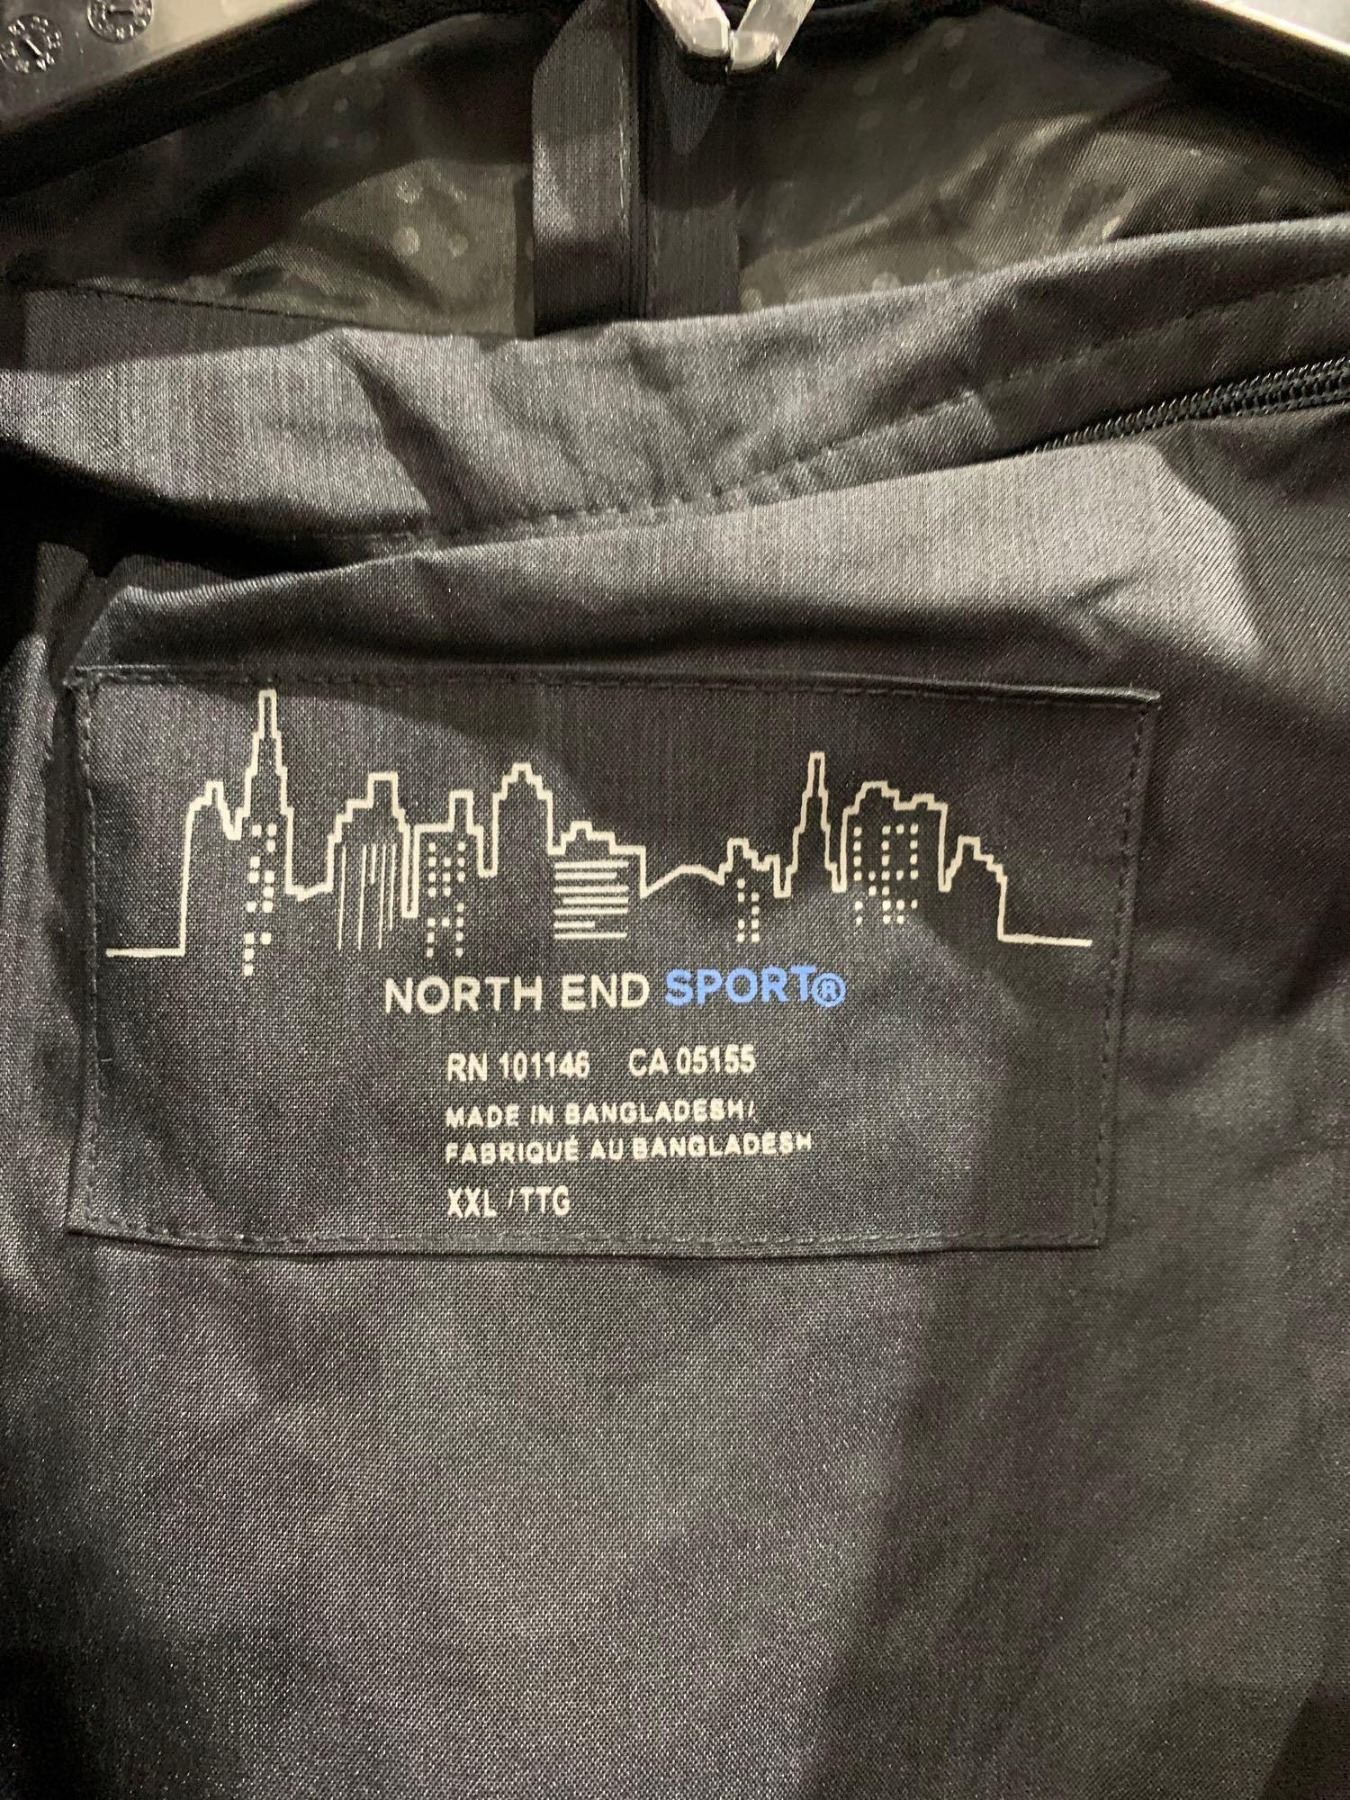 NORTH END SPORT®
RN 101146 CA 05155
MADE IN BANGLADESH/
FABRIQUÉ AU BANGLADESH
XXL / TTG